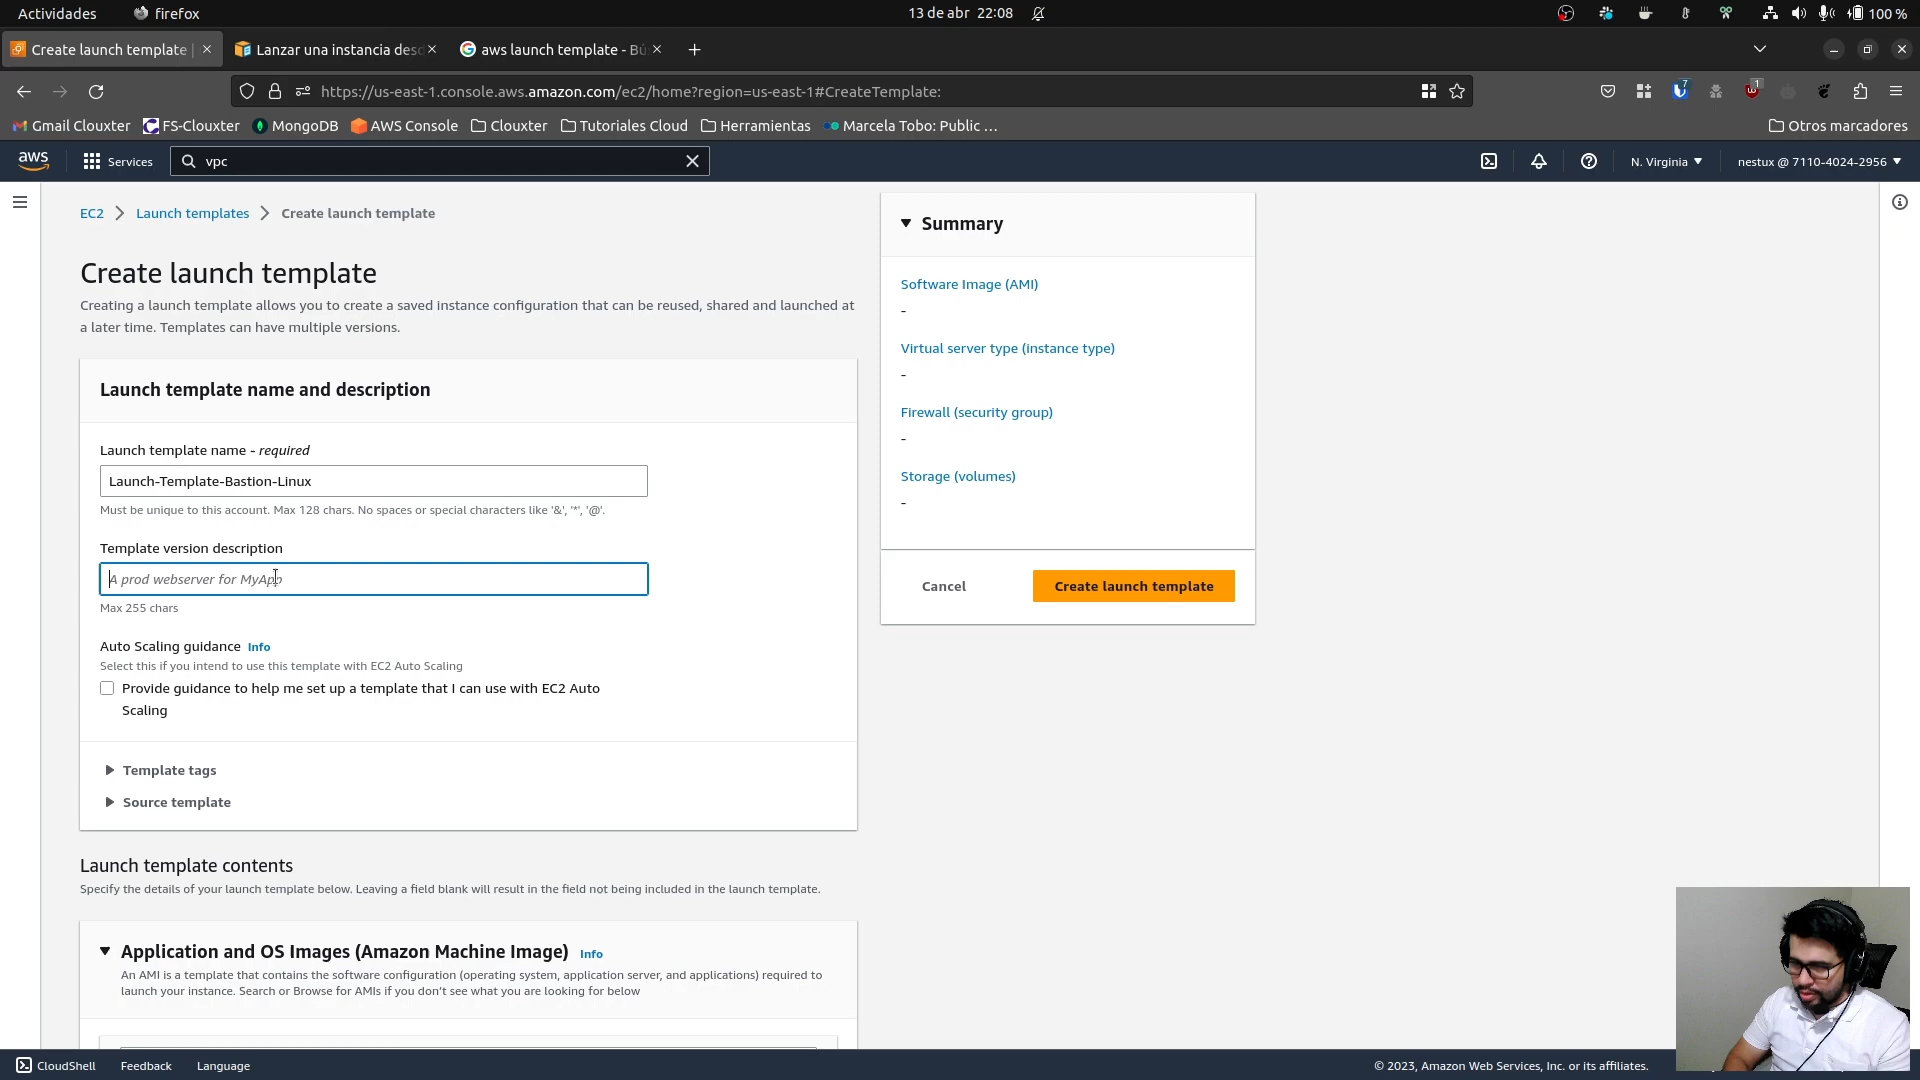 Actividades
firefox
13 de abr 22:08
100 %
Create launch template |
Lanzar una instancia desd
aws launch template - Bú
https://us-east-1.console.aws.amazon.com/ec2/home?region=us-east-1#CreateTemplate:
7
1
Gmail Clouxter
FS-Clouxter
MongoDB
AWS Console
Clouxter
Tutoriales Cloud
Herramientas
Marcela Tobo: Public …
Otros marcadores
aws
Services
vpc
N. Virginia
nestux @ 7110-4024-2956
EC2
Launch templates
Create launch template
Create launch template
Creating a launch template allows you to create a saved instance configuration that can be reused, shared and launched at
a later time. Templates can have multiple versions.
Launch template name and description
Launch template name - required
Launch-Template-Bastion-Linux
Must be unique to this account. Max 128 chars. No spaces or special characters like '&', '*', '@'.
Template version description
A prod webserver for MyApp
Max 255 chars
Auto Scaling guidance Info
Select this if you intend to use this template with EC2 Auto Scaling
Provide guidance to help me set up a template that I can use with EC2 Auto
Scaling
Template tags
Source template
Launch template contents
Specify the details of your launch template below. Leaving a field blank will result in the field not being included in the launch template.
Application and OS Images (Amazon Machine Image) Info
An AMI is a template that contains the software configuration (operating system, application server, and applications) required to
launch your instance. Search or Browse for AMIs if you don't see what you are looking for below
Summary
Software Image (AMI)
-
Virtual server type (instance type)
-
Firewall (security group)
-
Storage (volumes)
-
Cancel
Create launch template
CloudShell
Feedback
Language
© 2023, Amazon Web Services, Inc. or its affiliates.